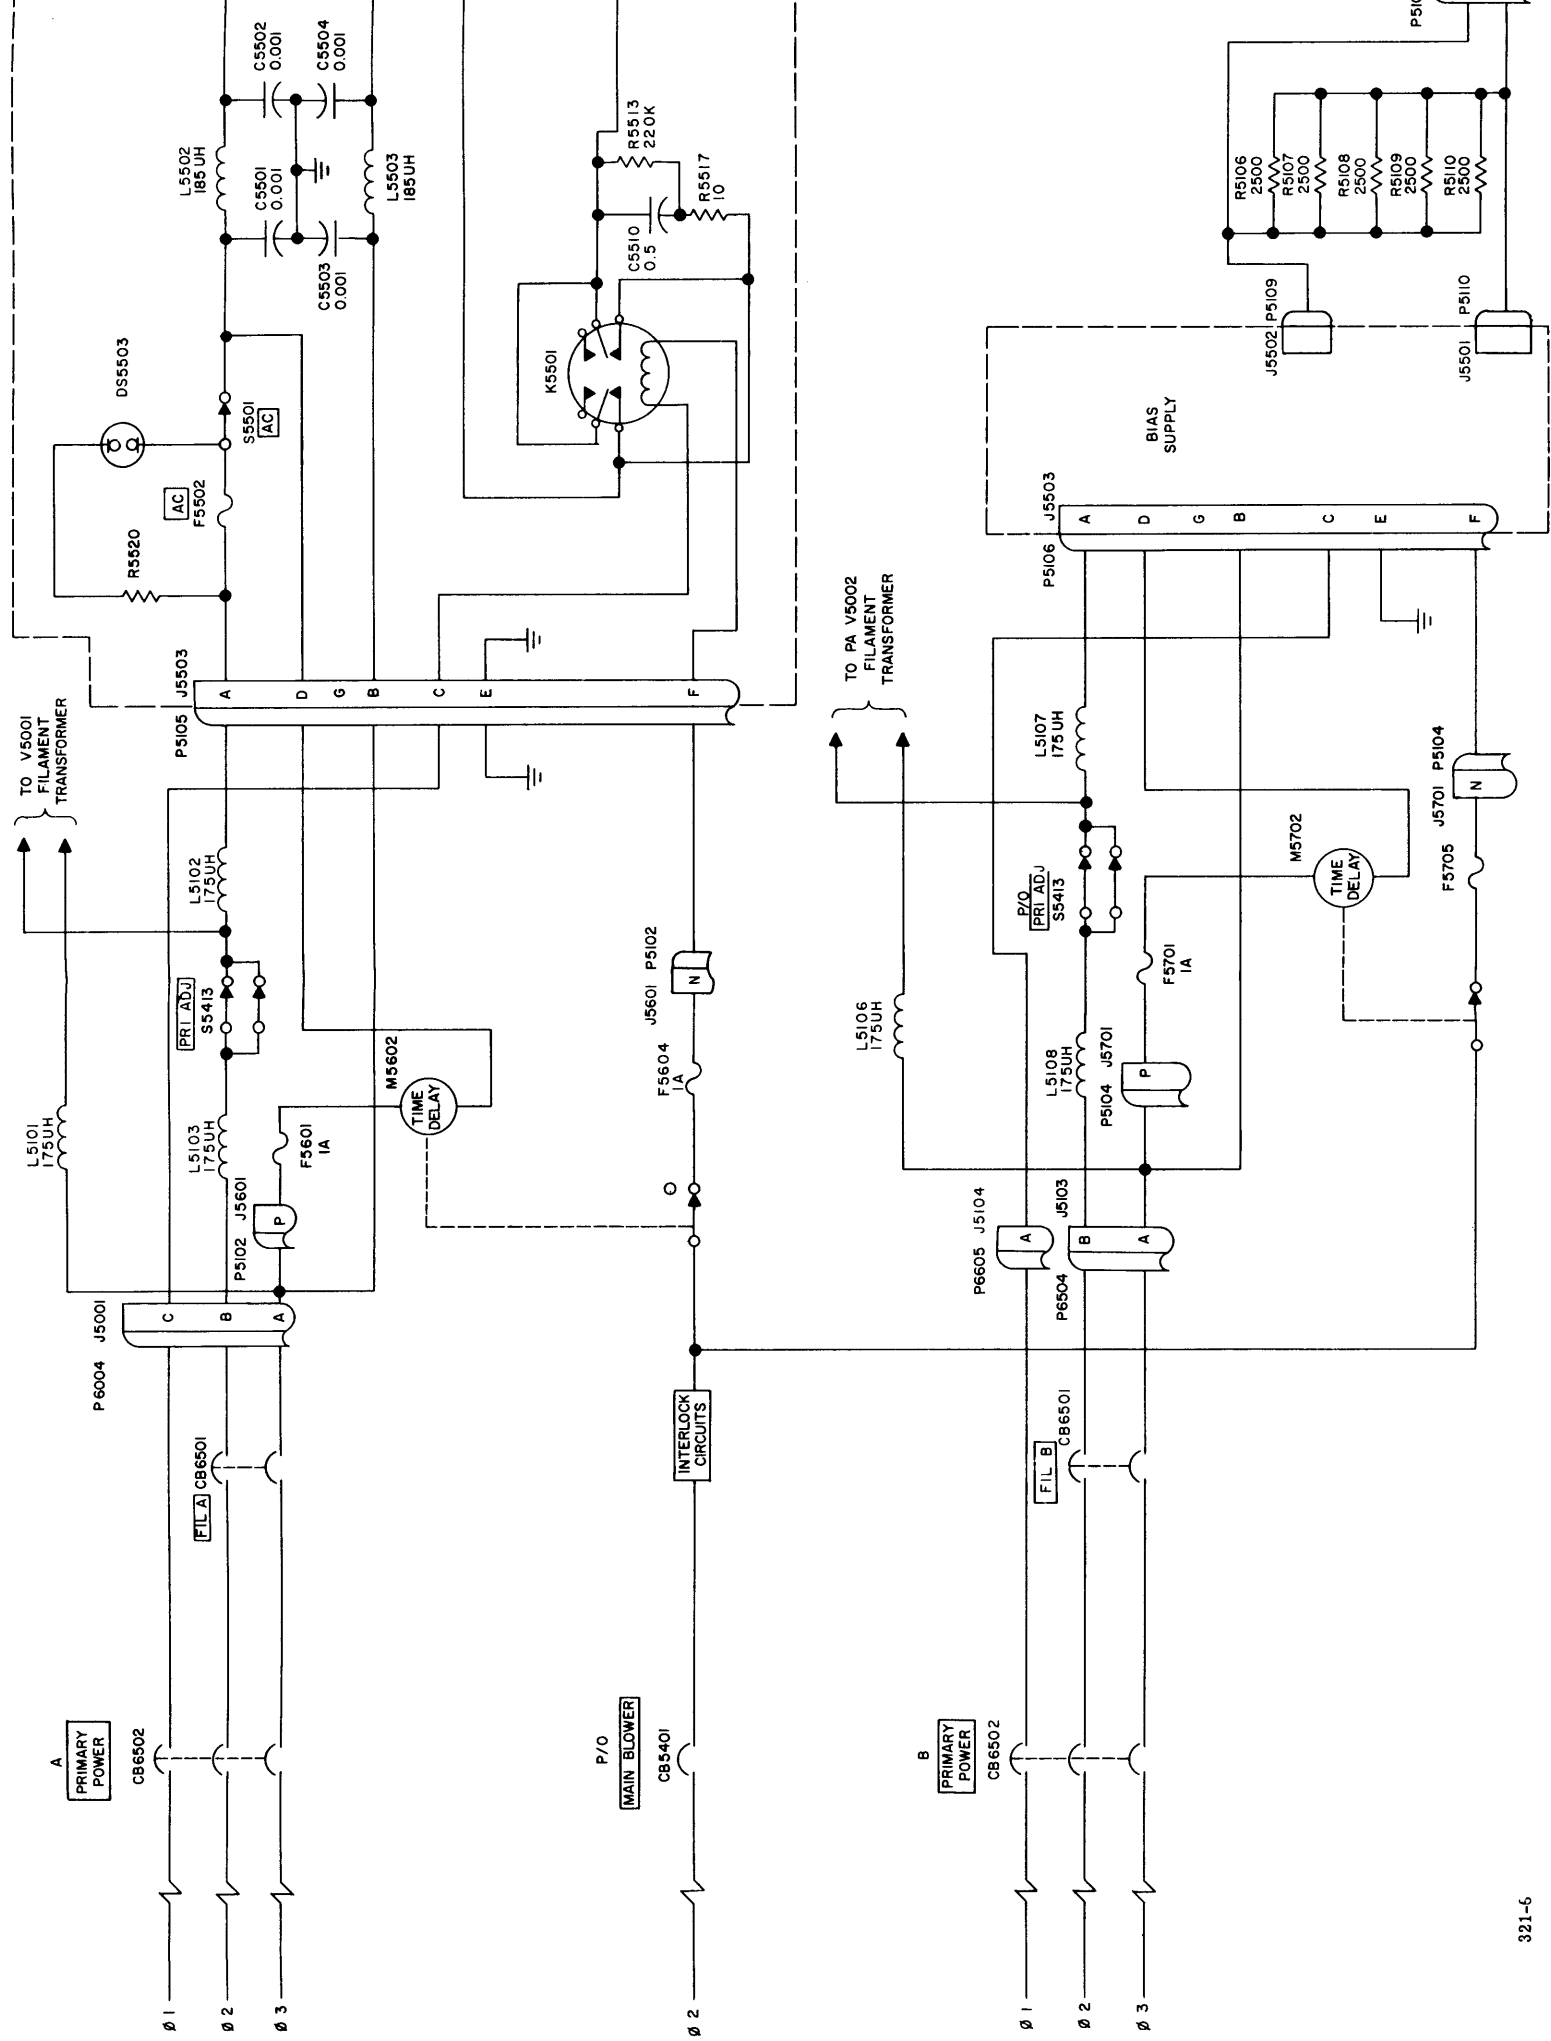 C5502
0.001
C5504
0.001
L5502
185 UH
C5501
0.001
L5503
185UH
C5503
0.001
DS5503
S5501
AC
AC
F5502
R5520
R5513
220K
R5517
10
C5510
0.5
K5501
P5105
J5503
A
D
G
B
C
E
F
TO V5001
FILAMENT
TRANSFORMER
L5102
175UH
PRI ADJ
S5413
L5101
175UH
L5103
175UH
F5601
1A
M5602
TIME
DELAY
P5102
J5601
P
J5601
P5102
N
F5604
1A
P6004
J5001
C
B
A
FIL A
CB6501
INTERLOCK
CIRCUITS
A
PRIMARY
POWER
CB6502
P/O
MAIN BLOWER
CB5401
Ø 1
Ø 2
Ø 3
Ø 2
R5106
2500
R5107
2500
R5108
2500
R5109
2500
R5110
2500
J5502
P5109
J5501
P5110
BIAS
SUPPLY
P5106
J5503
A
D
G
B
C
E
F
TO PA V5002
FILAMENT
TRANSFORMER
L5107
175 UH
P/O
PRI ADJ
S5413
L5106
175UH
L5108
175UH
P5104
J5701
P
F5701
1A
M5702
TIME
DELAY
J5701
P5104
N
F5705
P6605
J5104
A
P6504
J5103
B
A
FIL B
CB6501
B
PRIMARY
POWER
CB6502
Ø 1
Ø 2
Ø 3
321-6